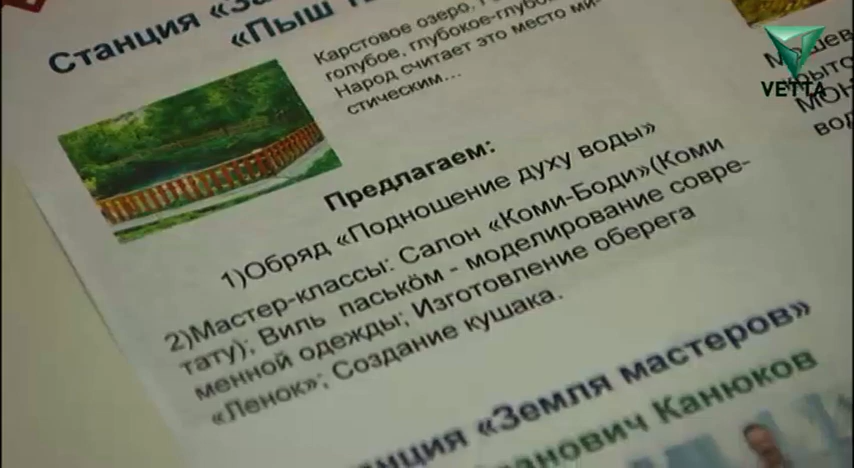 Станция
«Пыш
Карстовое озеро,
голубое, глубокое-глубо
Народ считает это место ми-
стическим...
Предлагаем:
1)Обряд «Подношение духу воды»
2)Мастер-классы: Салон «Коми-Боди»(Коми
тату); Виль паськӧм - моделирование совре-
менной одежды; Изготовление оберега
«Ленок»; Создание кушака.
нция «Земля мастеров»
Канюков
VETTA